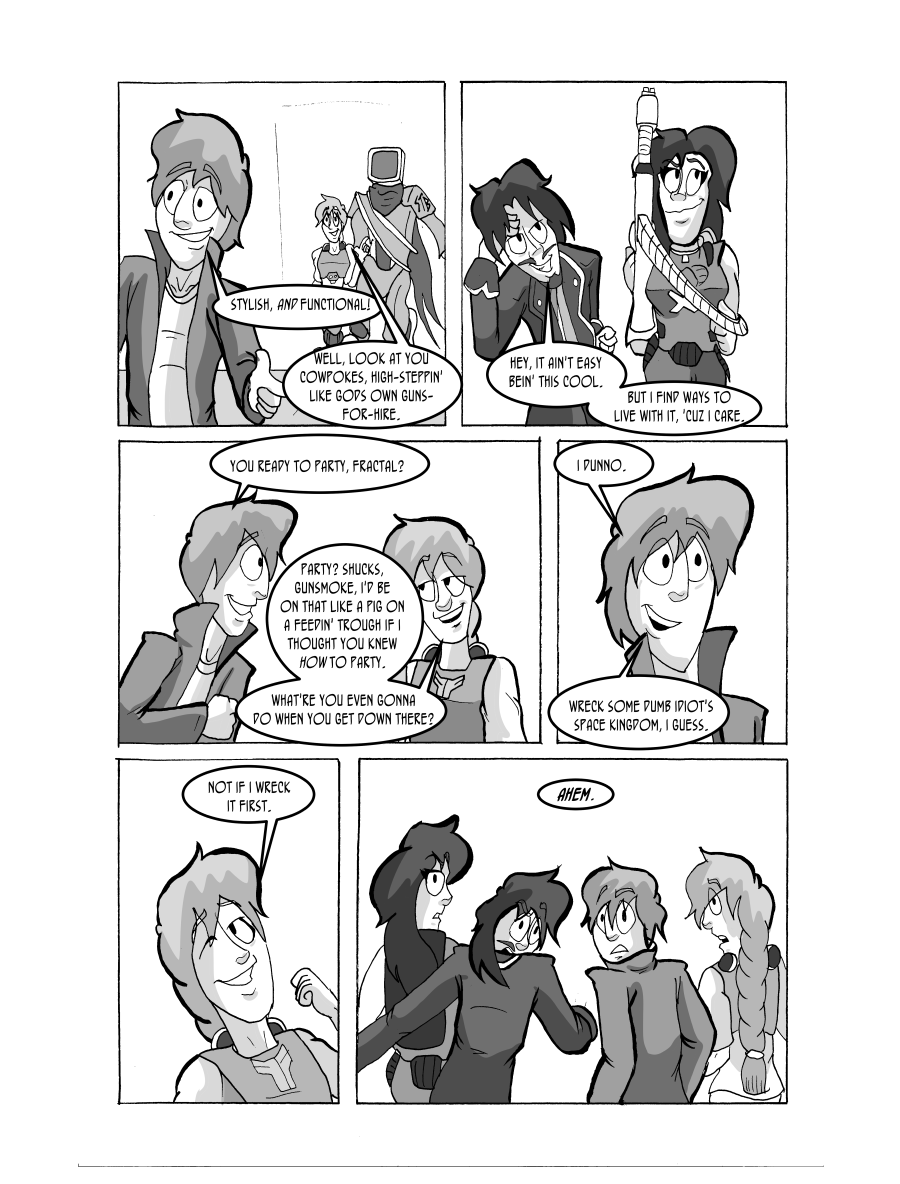 STYLISH, AND FUNCTIONAL!
WELL, LOOK AT YOU
COWPOKES, HIGH-STEPPIN'
LIKE GODS OWN GUNS-
FOR-HIRE.
HEY, IT AIN'T EASY
BEIN' THIS COOL.
BUT I FIND WAYS TO
LIVE WITH IT, 'CUZ I CARE.
YOU READY TO PARTY, FRACTAL?
PARTY? SHUCKS,
GUNSMOKE, I'D BE
ON THAT LIKE A PIG ON
A FEEDIN' TROUGH IF I
THOUGHT YOU KNEW
HOW TO PARTY.
WHAT'RE YOU EVEN GONNA
DO WHEN YOU GET DOWN THERE?
I DUNNO.
WRECK SOME DUMB IDIOT'S
SPACE KINGDOM, I GUESS.
NOT IF I WRECK
IT FIRST.
AHEM.